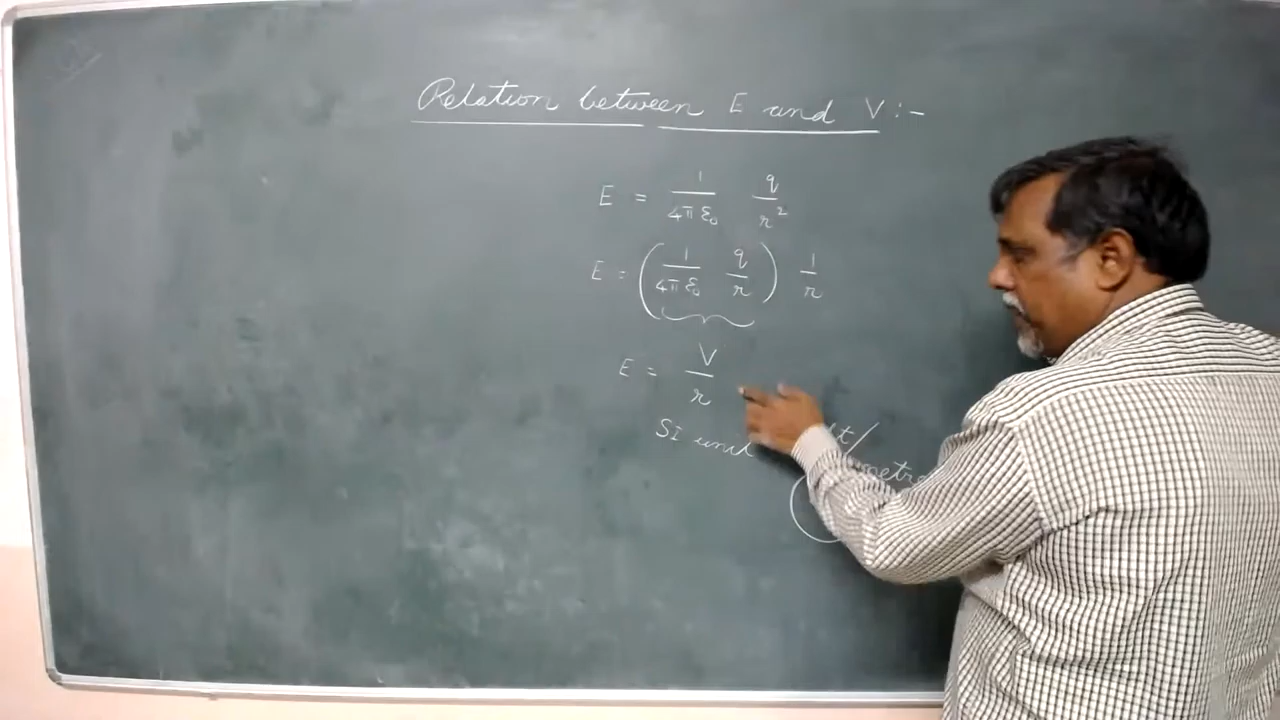 Relation between E and V :-
E = 1/4πε₀ q/r²
E = (1/4πε₀ q/r) 1/r
E = V/r
SI unit